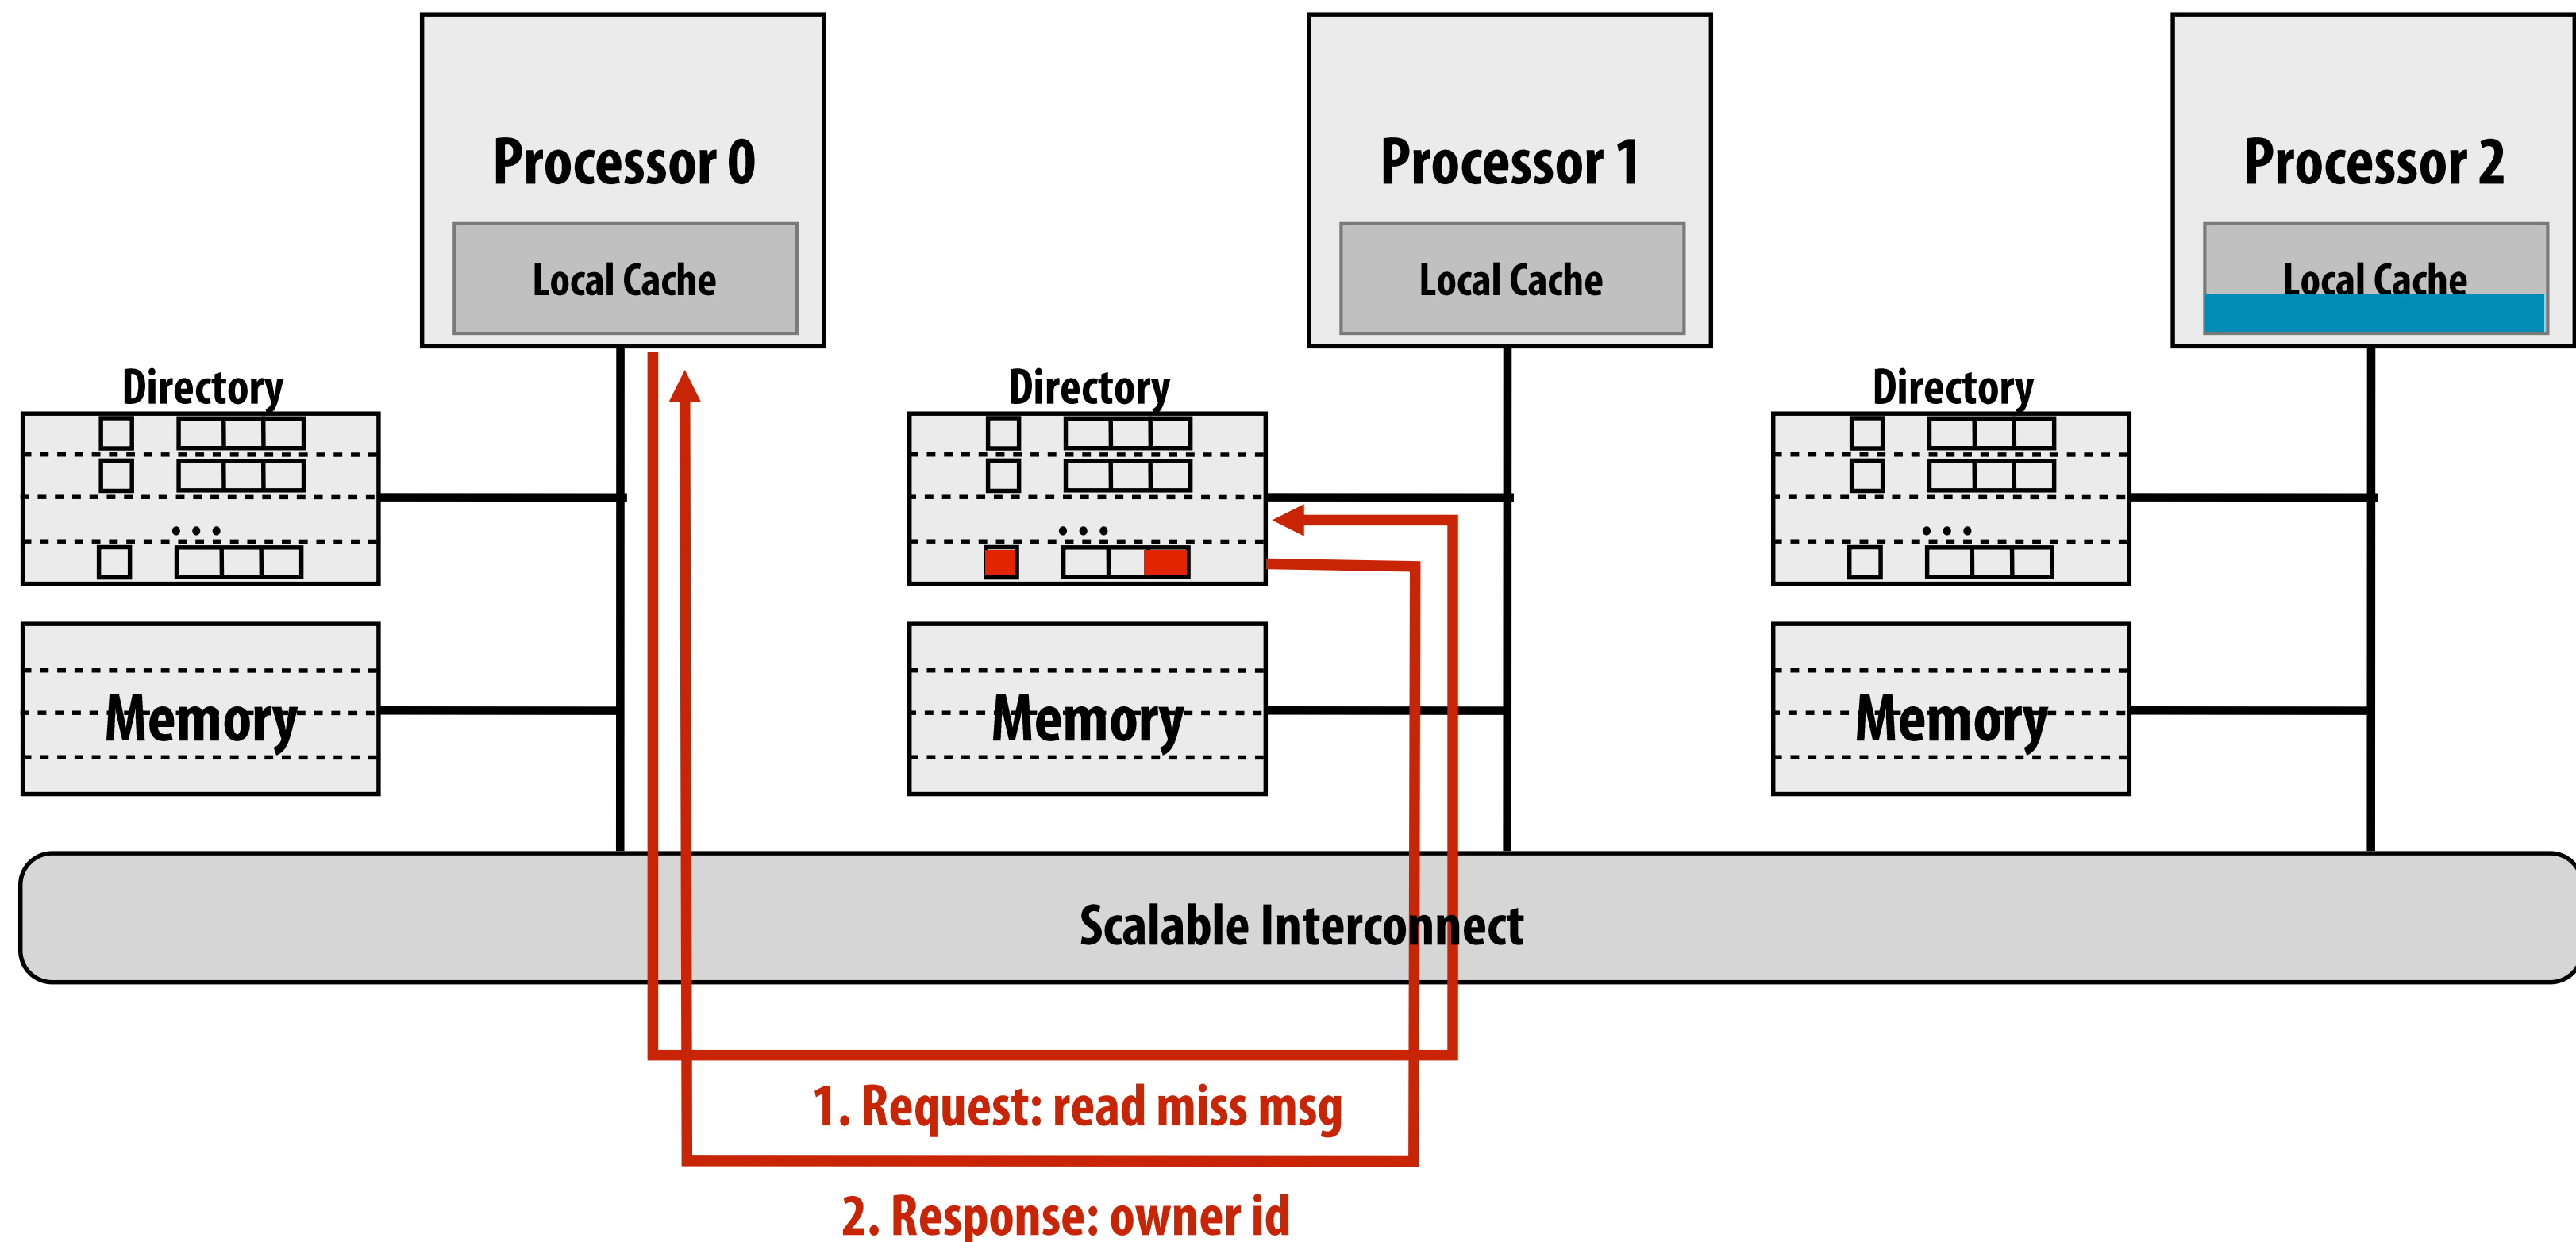 Processor 0
Processor 1
Processor 2
Local Cache
Local Cache
Local Cache
Directory
Directory
Directory
• • •
• • •
• • •
Memory
Memory
Memory
Scalable Interconnect
1. Request: read miss msg
2. Response: owner id